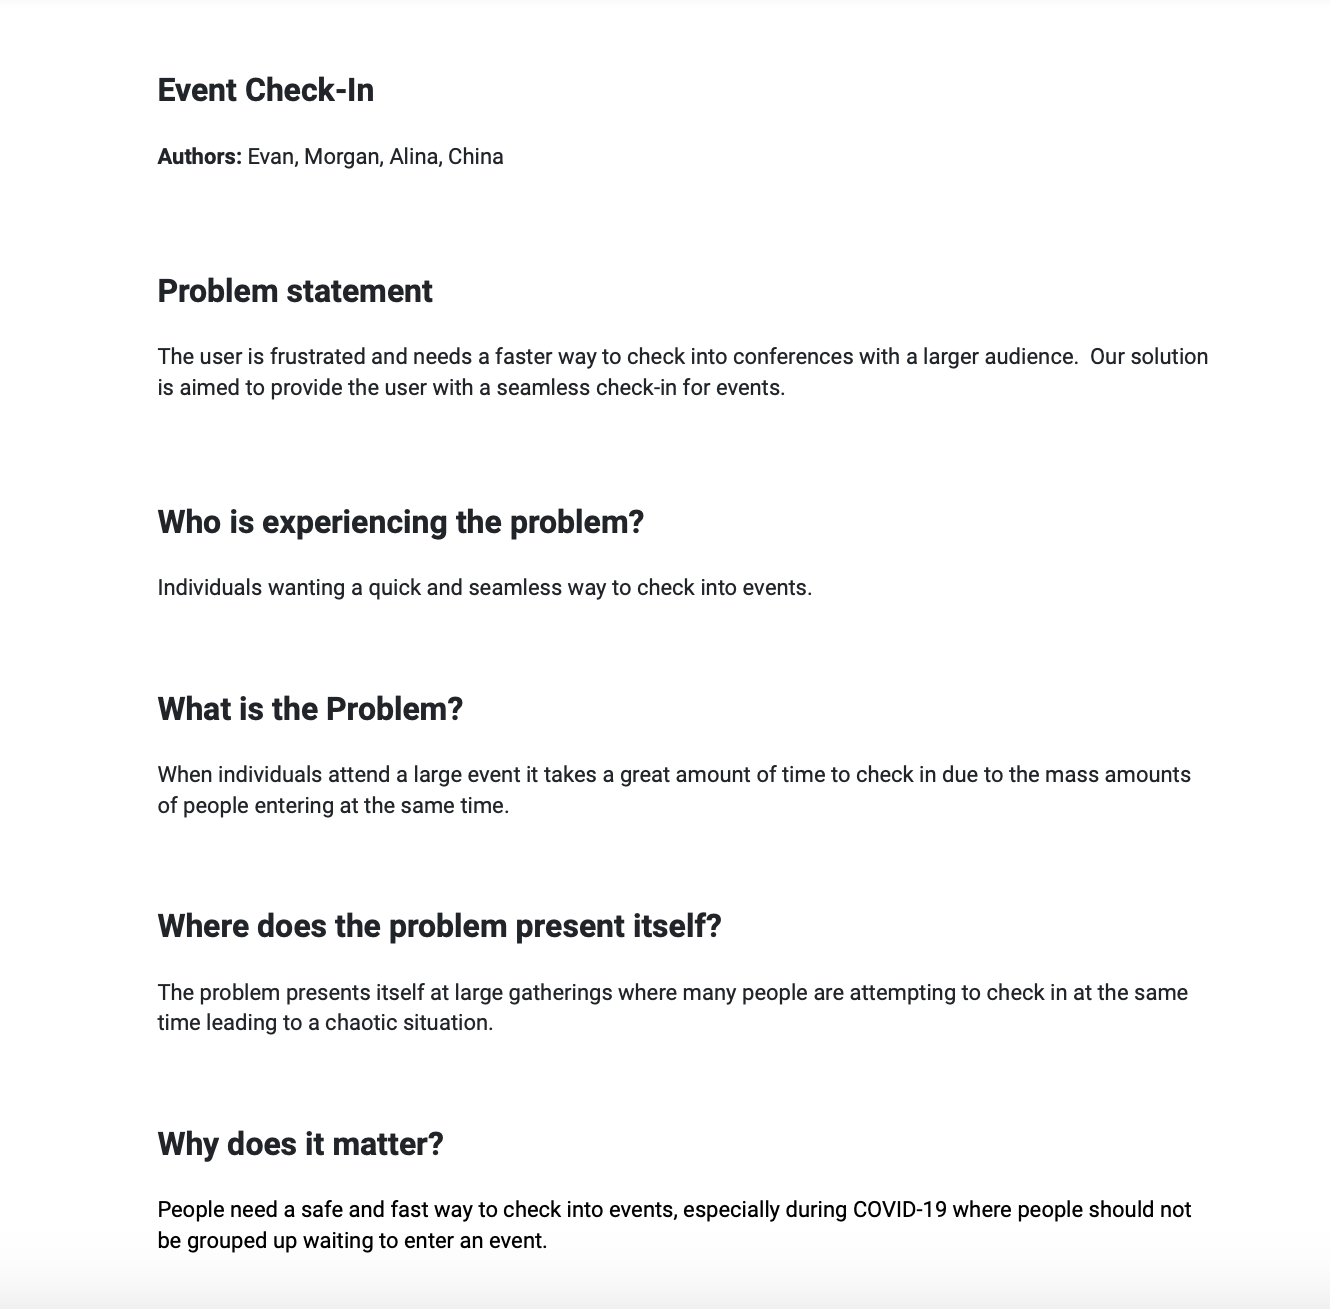 Event Check-In
Authors: Evan, Morgan, Alina, China
Problem statement
The user is frustrated and needs a faster way to check into conferences with a larger audience.  Our solution
is aimed to provide the user with a seamless check-in for events.
Who is experiencing the problem?
Individuals wanting a quick and seamless way to check into events.
What is the Problem?
When individuals attend a large event it takes a great amount of time to check in due to the mass amounts
of people entering at the same time.
Where does the problem present itself?
The problem presents itself at large gatherings where many people are attempting to check in at the same
time leading to a chaotic situation.
Why does it matter?
People need a safe and fast way to check into events, especially during COVID-19 where people should not
be grouped up waiting to enter an event.